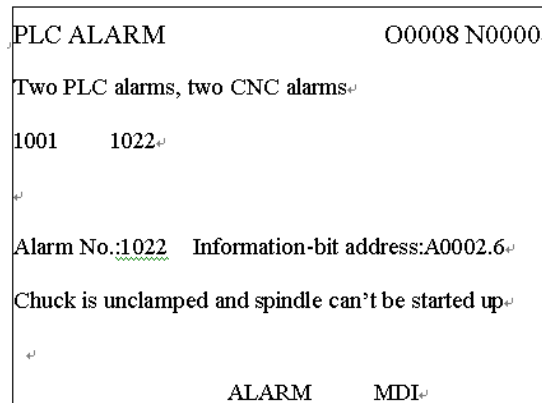 PLC ALARM O0008 N0000
Two PLC alarms, two CNC alarms
1001 1022
Alarm No.:1022 Information-bit address:A0002.6
Chuck is unclamped and spindle can’t be started up
ALARM MDI